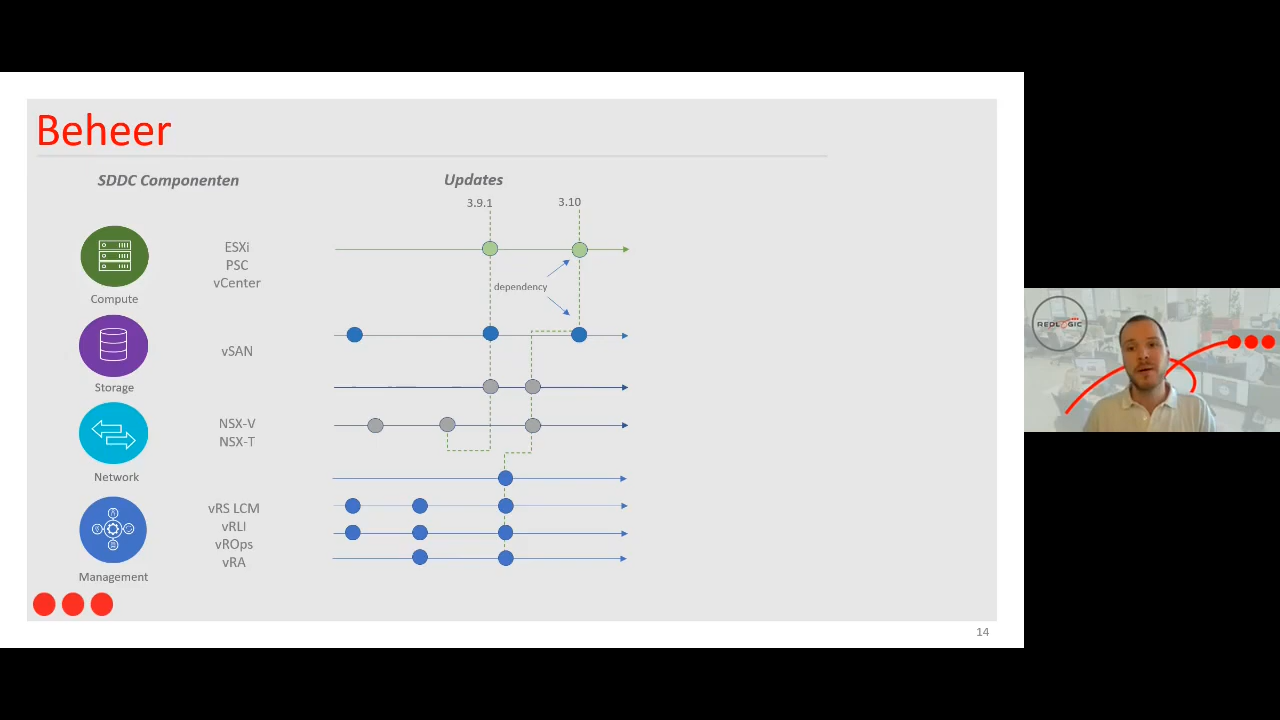 Beheer
SDDC Componenten
Updates
3.9.1
3.10
ESXi
PSC
vCenter
Compute
dependency
vSAN
Storage
NSX-V
NSX-T
Network
vRS LCM
vRLI
vROps
vRA
Management
14
REDLOGIC